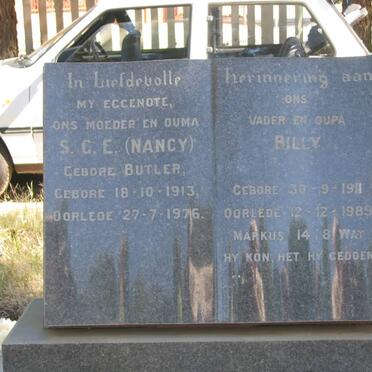 In Liefdevolle Herinnering aan
MY EGGENOTE,
ONS MOEDER EN OUMA
S. C. E. (NANCY)
GEBORE BUTLER,
GEBORE 18-10-1913,
OORLEDE 27-7-1976.
ONS
VADER EN OUPA
BILLY
GEBORE 30-9-1911
OORLEDE 12-12-1989
MARKUS 14 8 WAT
HY KON, HET HY GEDOEN